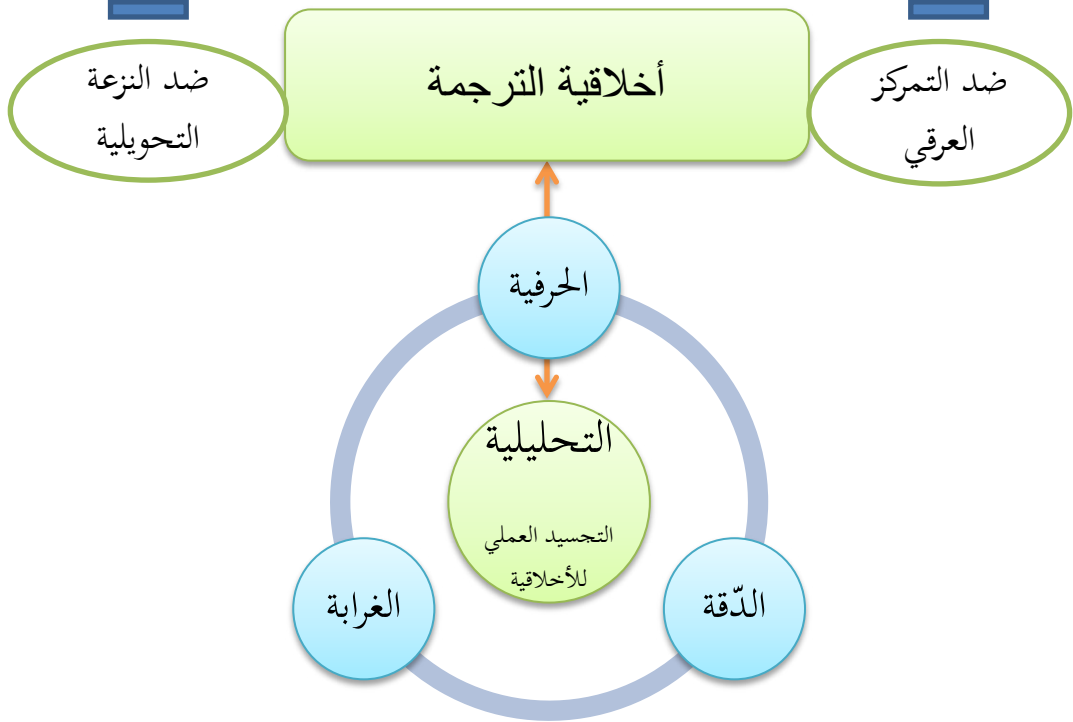 ضد التمركز
العرقي
أخلاقية الترجمة
ضد النزعة
التحويلية
الحرفية
التحليلية
التجسيد العملي
للأخلاقية
الدّقة
الغرابة